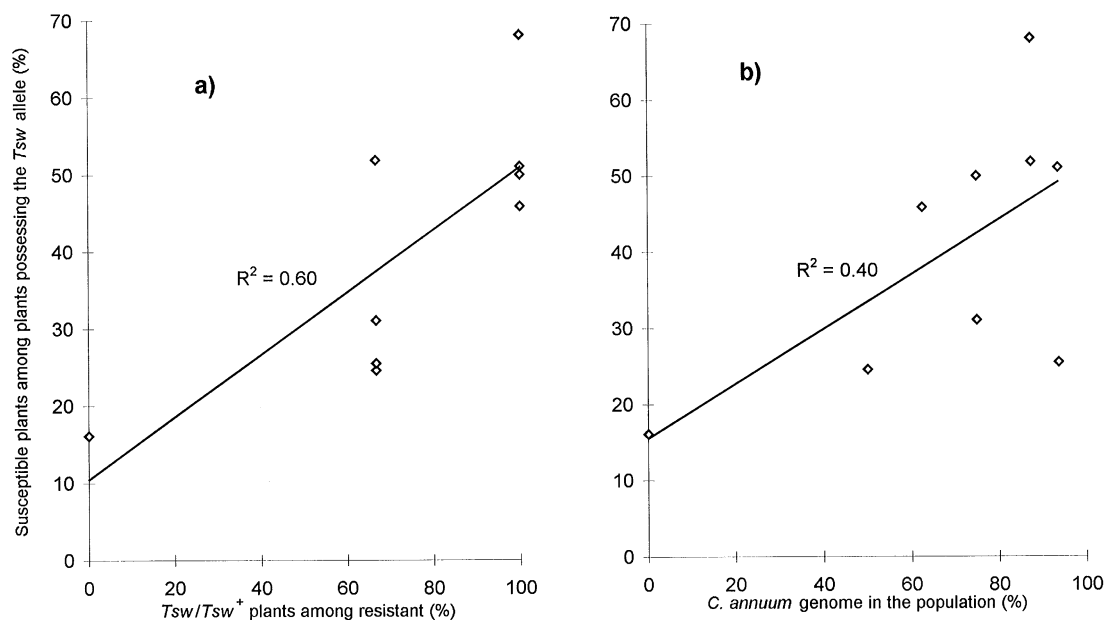 Susceptible plants among plants possessing the Tsw allele (%)
70
60
50
40
30
20
10
0
a)
R² = 0.60
0 20 40 60 80 100
Tsw/Tsw⁺ plants among resistant (%)
70
60
50
40
30
20
10
0
b)
R² = 0.40
0 20 40 60 80 100
C. annuum genome in the population (%)